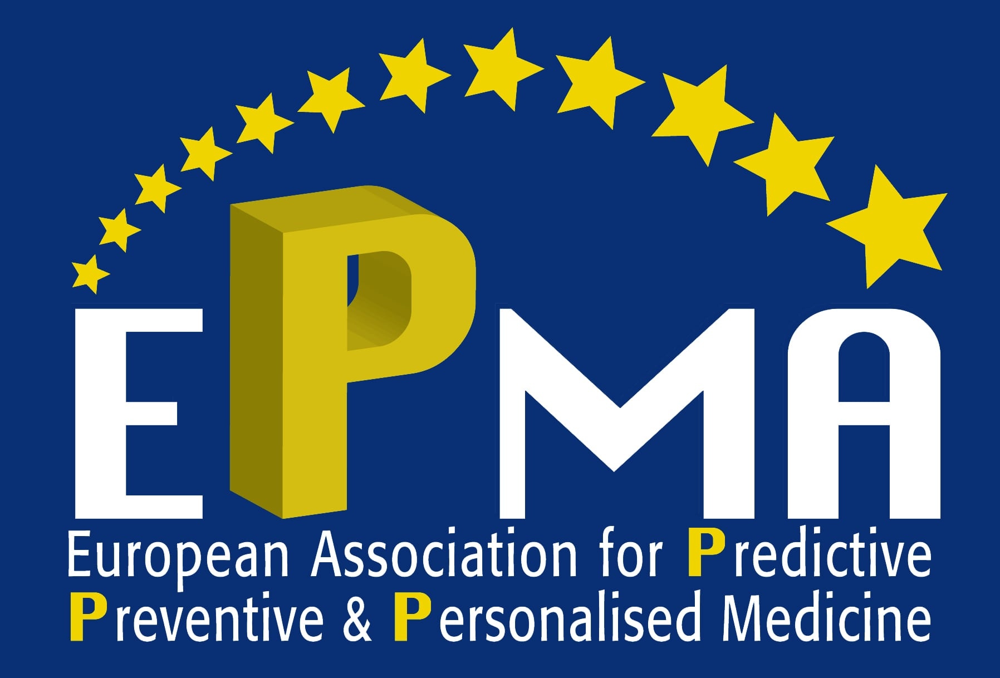 EPMA
European Association for Predictive
Preventive & Personalised Medicine